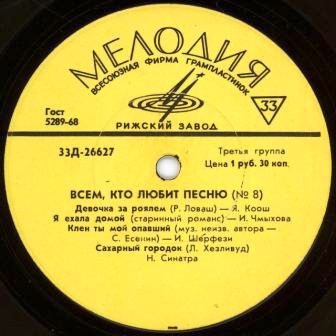 МЕЛОДИЯ
ВСЕСОЮЗНАЯ ФИРМА ГРАМПЛАСТИНОК
33
Гост
5289-68
РИЖСКИЙ ЗАВОД
33Д-26627
Третья группа
Цена 1 руб. 30 коп.
ВСЕМ, КТО ЛЮБИТ ПЕСНЮ (№ 8)
Девочка за роялем (Р. Ловаш) — Я. Коош
Я ехала домой (старинный романс) — И. Чмыхова
Клен ты мой опавший (муз. неизв. автора —
С. Есенин) — И. Шерфези
Сахарный городок (Л. Хезливуд)
Н. Синатра